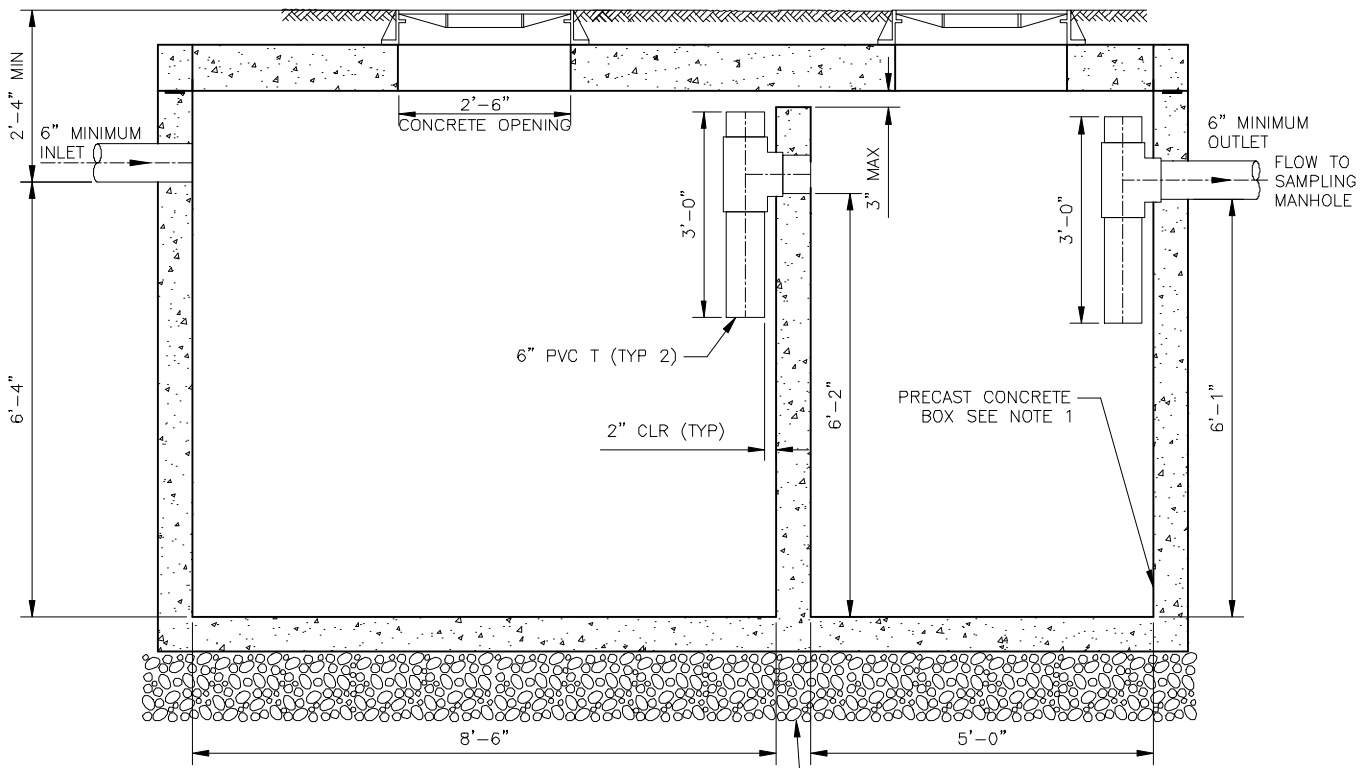 2'-4" MIN
6" MINIMUM
INLET
2'-6"
CONCRETE OPENING
3'-0"
3" MAX
3'-0"
6" MINIMUM
OUTLET
FLOW TO
SAMPLING
MANHOLE
6" PVC T (TYP 2)
6'-4"
2" CLR (TYP)
6'-2"
PRECAST CONCRETE
BOX SEE NOTE 1
6'-1"
8'-6"
5'-0"